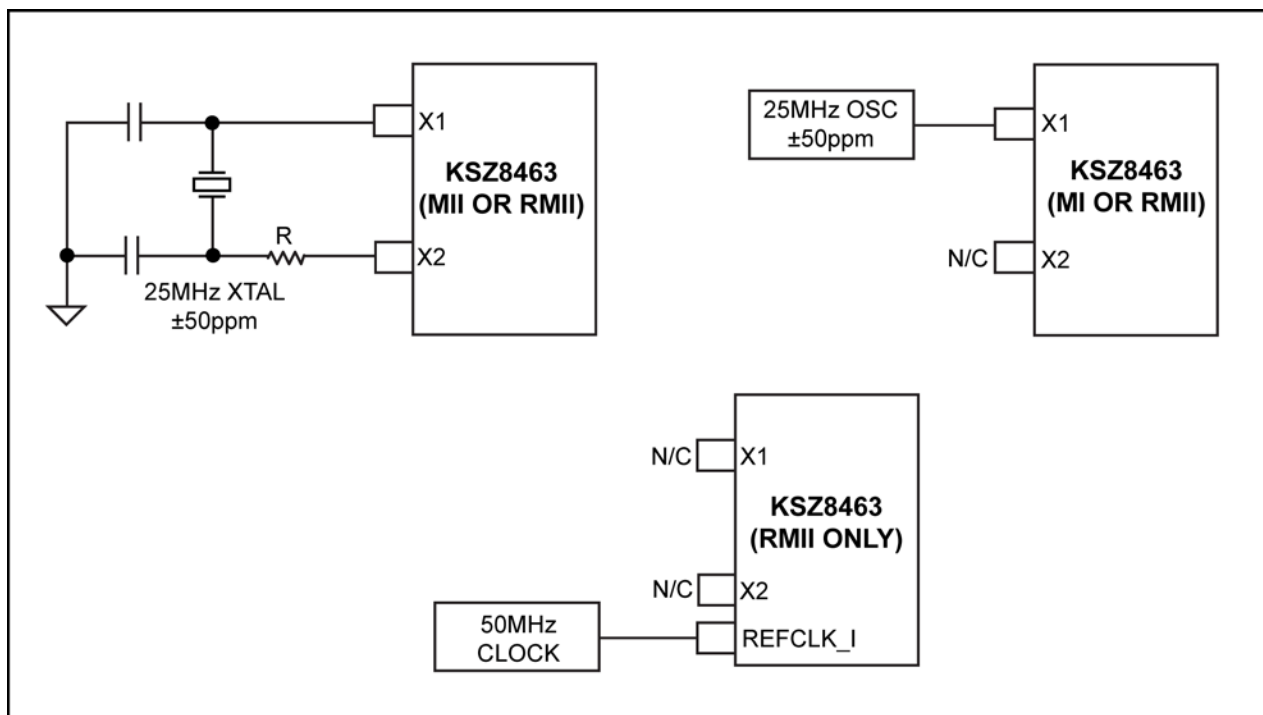 X1
KSZ8463
(MII OR RMII)
R
X2
25MHz XTAL
±50ppm
25MHz OSC
±50ppm
X1
KSZ8463
(MI OR RMII)
N/C
X2
N/C
X1
KSZ8463
(RMII ONLY)
N/C
X2
50MHz
CLOCK
REFCLK_I